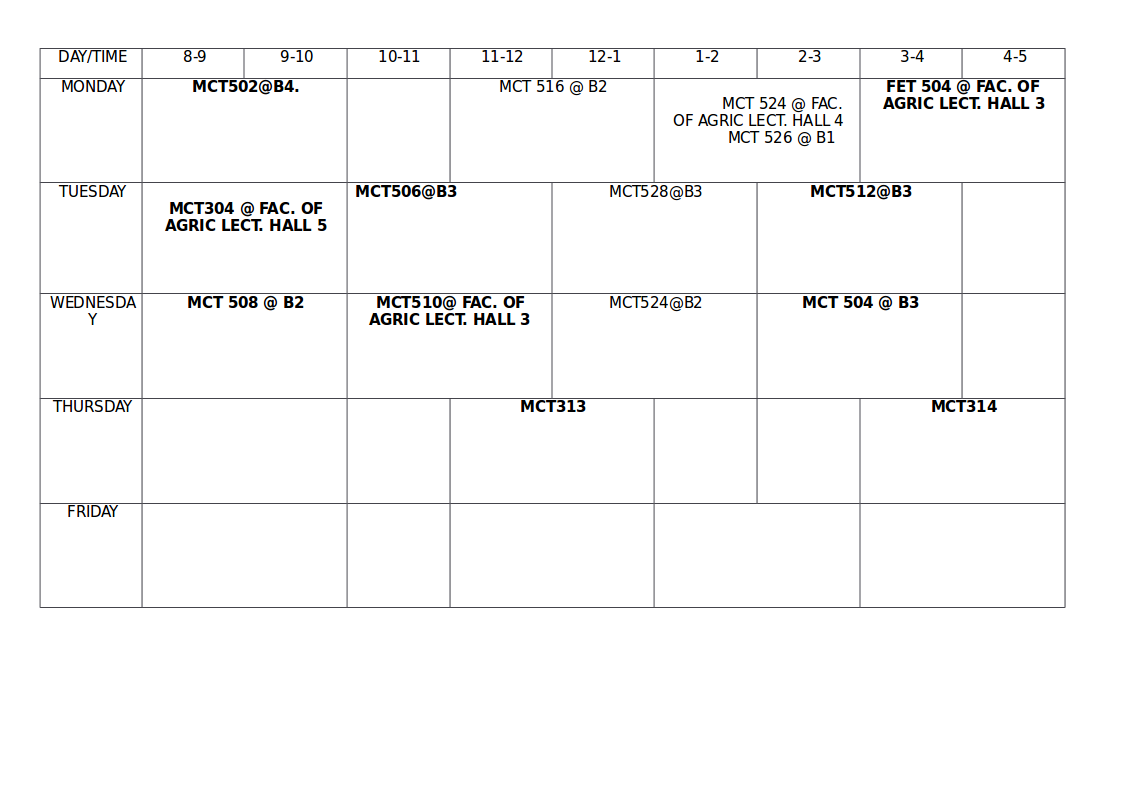 DAY/TIME 8-9 9-10 10-11 11-12 12-1 1-2 2-3 3-4 4-5
MONDAY
MCT502@B4.
MCT 516 @ B2
MCT 524 @ FAC.
OF AGRIC LECT. HALL 4
MCT 526 @ B1
FET 504 @ FAC. OF
AGRIC LECT. HALL 3
TUESDAY
MCT304 @ FAC. OF
AGRIC LECT. HALL 5
MCT506@B3
MCT528@B3
MCT512@B3
WEDNESDA
Y
MCT 508 @ B2
MCT510@ FAC. OF
AGRIC LECT. HALL 3
MCT524@B2
MCT 504 @ B3
THURSDAY
MCT313
MCT314
FRIDAY